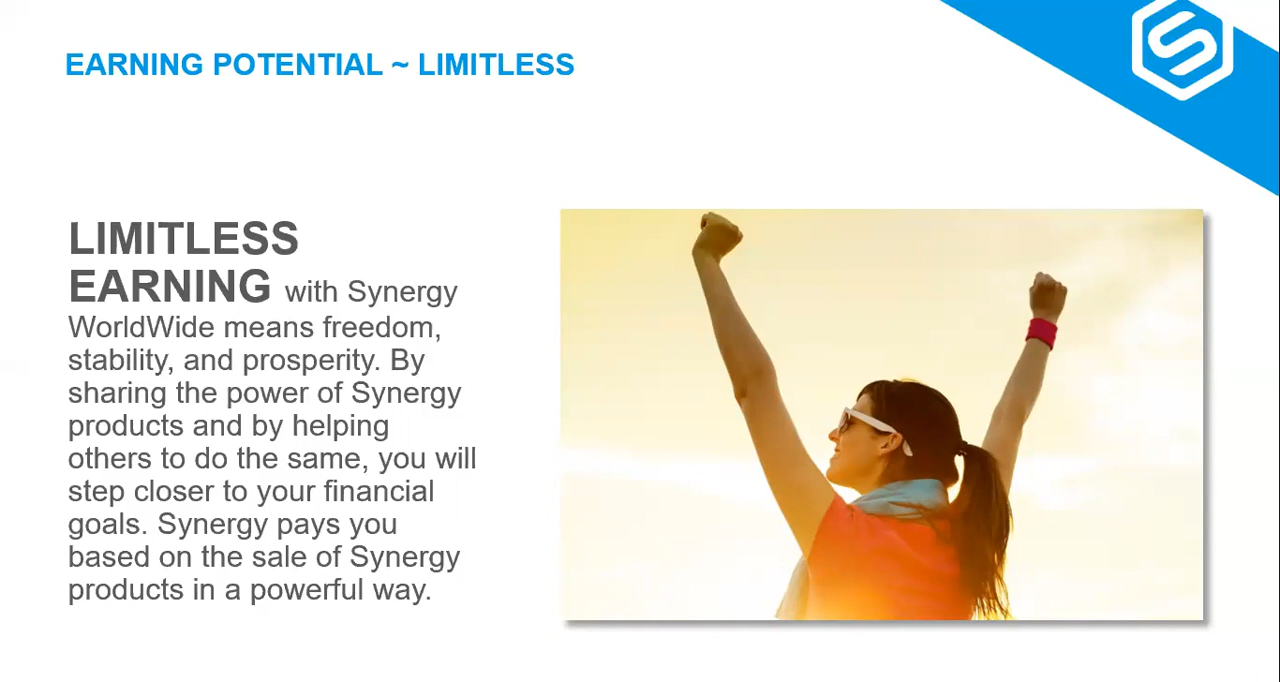 EARNING POTENTIAL ~ LIMITLESS
LIMITLESS
EARNING with Synergy
WorldWide means freedom,
stability, and prosperity. By
sharing the power of Synergy
products and by helping
others to do the same, you will
step closer to your financial
goals. Synergy pays you
based on the sale of Synergy
products in a powerful way.